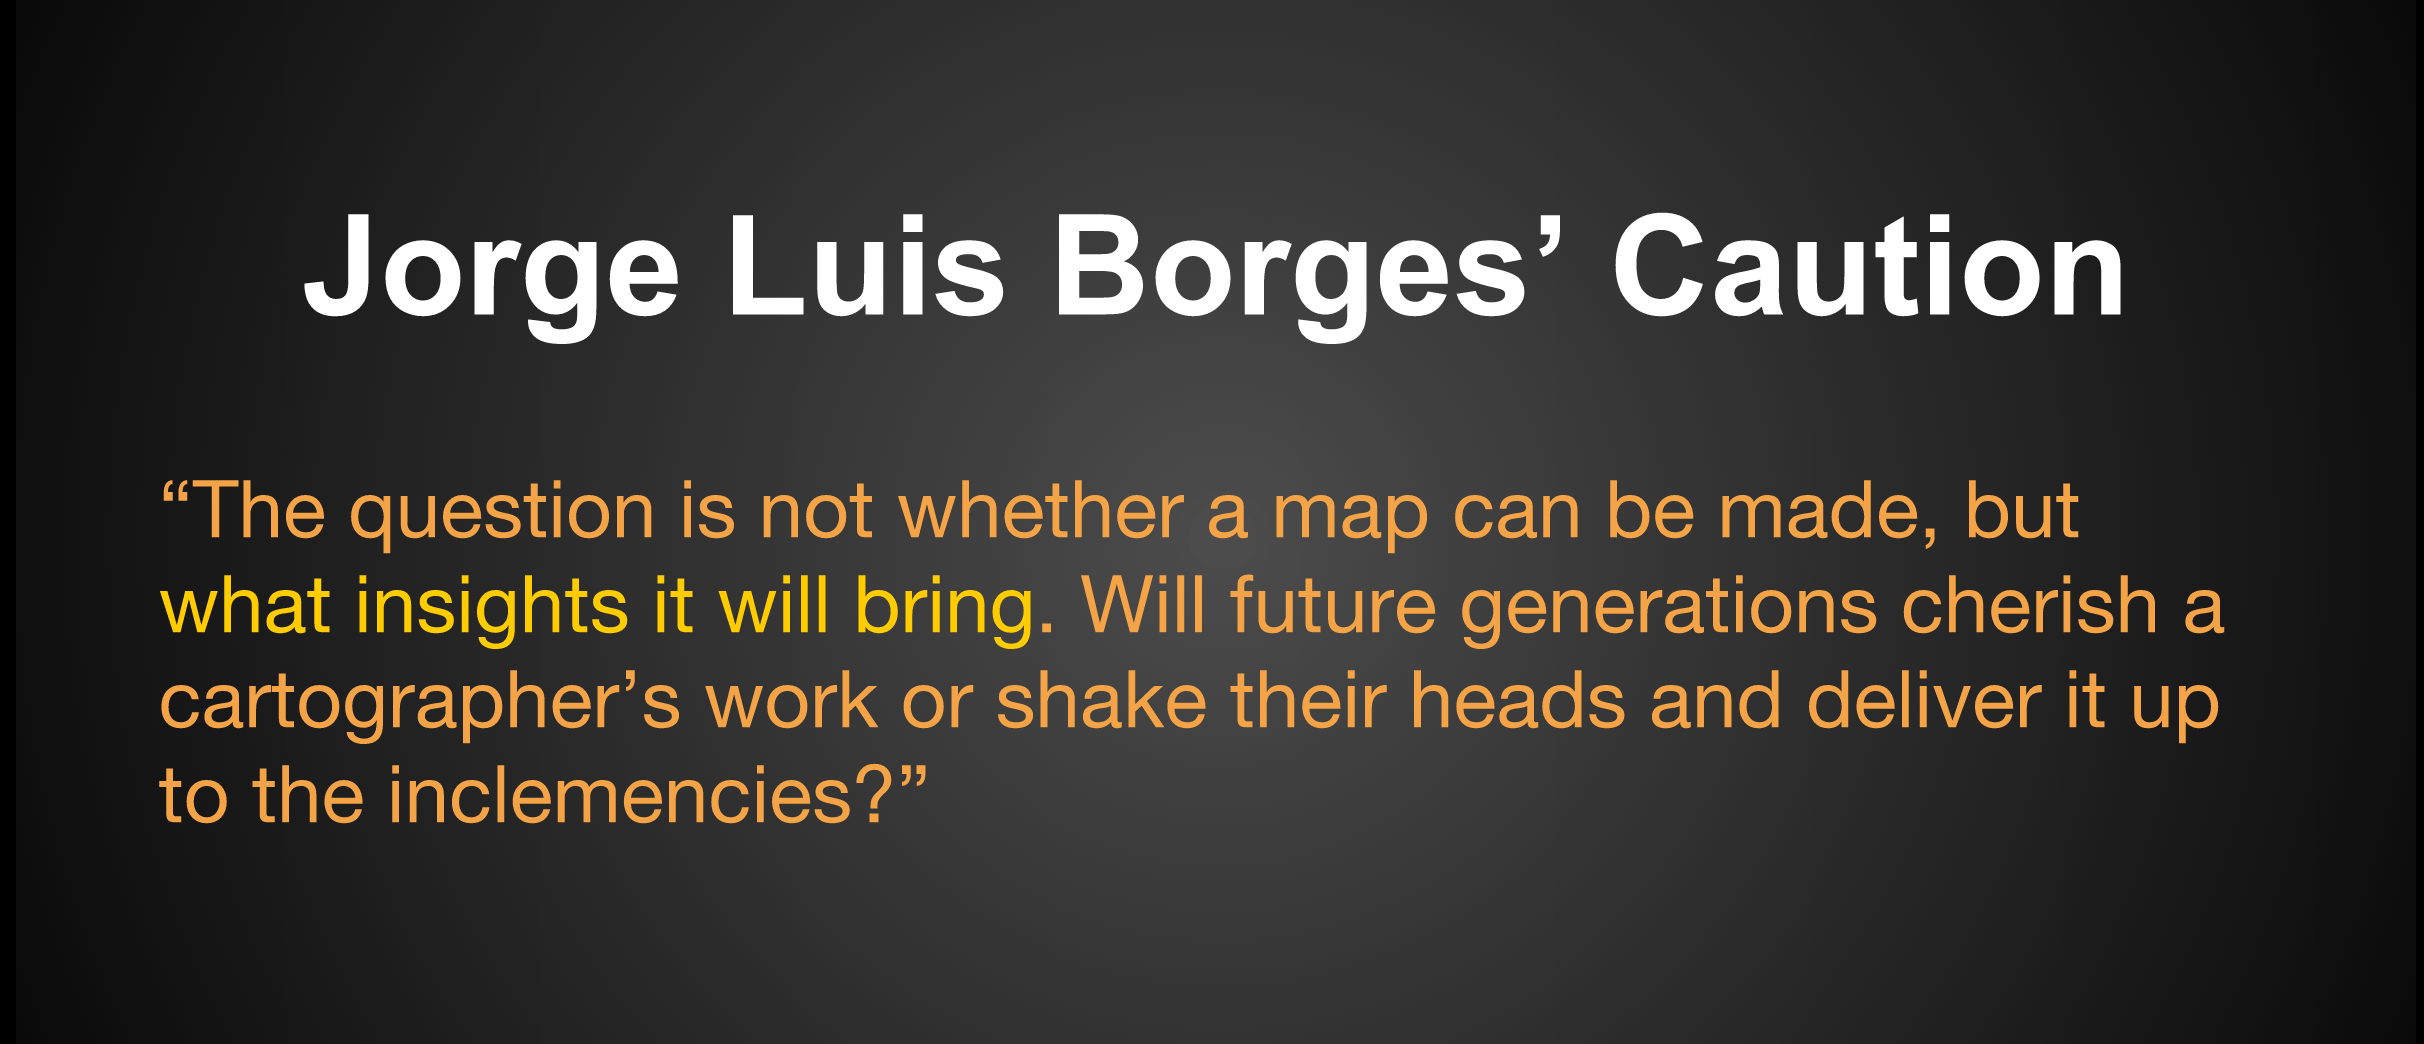 Jorge Luis Borges’ Caution
“The question is not whether a map can be made, but
what insights it will bring. Will future generations cherish a
cartographer’s work or shake their heads and deliver it up
to the inclemencies?”